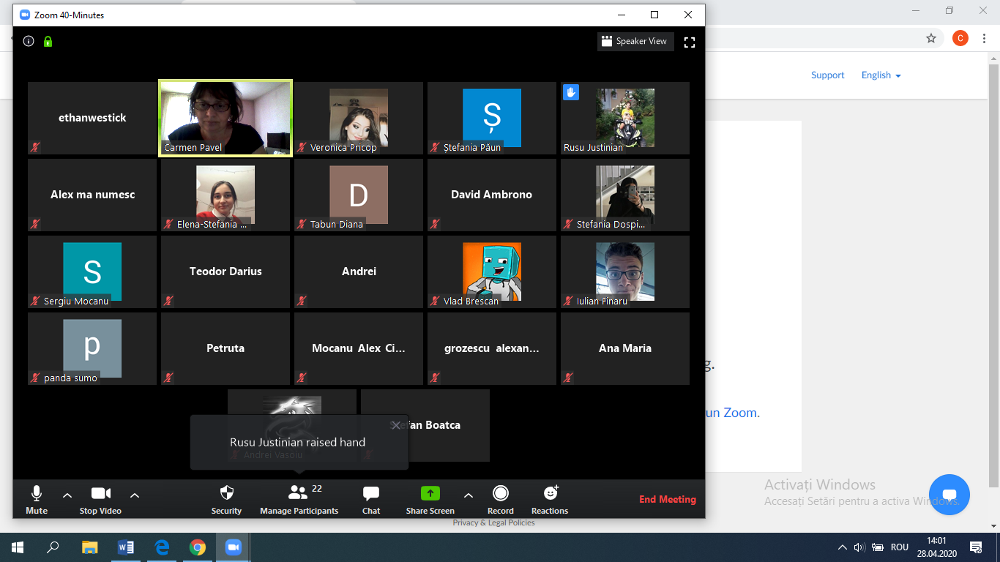 Zoom 40-Minutes
Speaker View
Support
English
ethanwestick
Carmen Pavel
Veronica Pricop
Ș
Ștefania Păun
Rusu Justinian
Alex ma numesc
Elena-Stefania ...
D
Tabun Diana
David Ambrono
Stefania Dospi...
S
Sergiu Mocanu
Teodor Darius
Andrei
Vlad Brescan
Iulian Finaru
p
panda sumo
Petruta
Mocanu Alex Ci...
grozescu alexan...
Ana Maria
g.
un Zoom.
Andrei Vasoiu
Boatca
Rusu Justinian raised hand
Mute
Stop Video
Security
22
Manage Participants
Chat
Share Screen
Record
Reactions
End Meeting
Activați Windows
Accesați Setări pentru a activa Windows.
Privacy & Legal Policies
C
E
W
ROU
14:01
28.04.2020